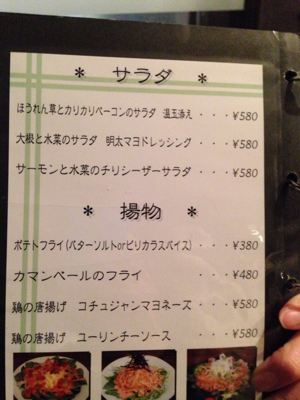 * サラダ *
ほうれん草とカリカリベーコンのサラダ 温玉添え ・・・¥580
大根と水菜のサラダ 明太マヨドレッシング ・・・¥580
サーモンと水菜のチリシーザーサラダ ・・・¥580
* 揚物 *
ポテトフライ(バターソルトorピリカラスパイス) ・・・¥380
カマンベールのフライ ・・・¥480
鶏の唐揚げ コチュジャンマヨネーズ ・・・¥580
鶏の唐揚げ ユーリンチーソース ・・・¥580